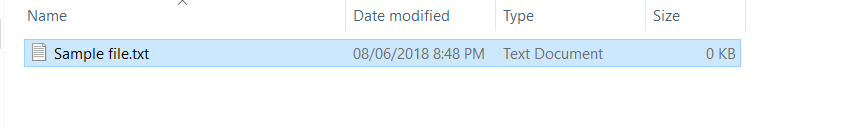 Name Date modified Type Size
Sample file.txt 08/06/2018 8:48 PM Text Document 0 KB